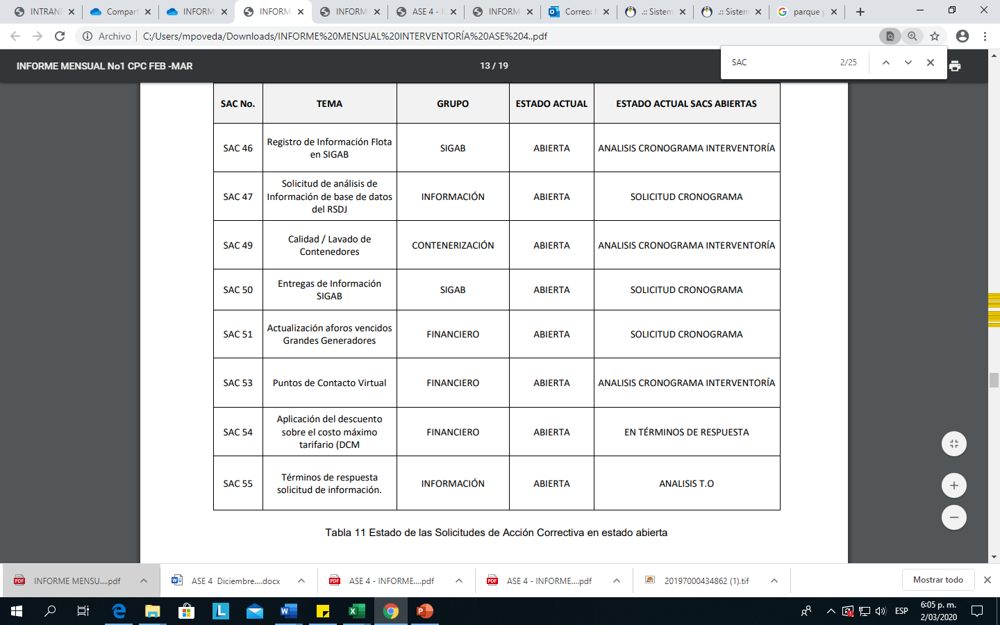 INTRANE
Compart
INFORM
INFORM
INFORM
ASE 4 - I
INFORM
Correo: M
.:: Sistem
.:: Sistem
parque p
Archivo
C:/Users/mpoveda/Downloads/INFORME%20MENSUAL%20INTERVENTORÍA%20ASE%204..pdf
INFORME MENSUAL No1 CPC FEB -MAR
13 / 19
SAC
2/25
SAC No.
TEMA
GRUPO
ESTADO ACTUAL
ESTADO ACTUAL SACS ABIERTAS
SAC 46
Registro de Información Flota
en SIGAB
SIGAB
ABIERTA
ANALISIS CRONOGRAMA INTERVENTORÍA
SAC 47
Solicitud de análisis de
Información de base de datos
del RSDJ
INFORMACIÓN
ABIERTA
SOLICITUD CRONOGRAMA
SAC 49
Calidad / Lavado de
Contenedores
CONTENERIZACIÓN
ABIERTA
ANALISIS CRONOGRAMA INTERVENTORÍA
SAC 50
Entregas de Información
SIGAB
SIGAB
ABIERTA
SOLICITUD CRONOGRAMA
SAC 51
Actualización aforos vencidos
Grandes Generadores
FINANCIERO
ABIERTA
SOLICITUD CRONOGRAMA
SAC 53
Puntos de Contacto Virtual
FINANCIERO
ABIERTA
ANALISIS CRONOGRAMA INTERVENTORÍA
SAC 54
Aplicación del descuento
sobre el costo máximo
tarifario (DCM
FINANCIERO
ABIERTA
EN TÉRMINOS DE RESPUESTA
SAC 55
Términos de respuesta
solicitud de información.
INFORMACIÓN
ABIERTA
ANALISIS T.O
Tabla 11 Estado de las Solicitudes de Acción Correctiva en estado abierta
INFORME MENSU....pdf
ASE 4  Diciembre....docx
ASE 4 - INFORME....pdf
ASE 4 - INFORME....pdf
20197000434862 (1).tif
Mostrar todo
ESP
6:05 p. m.
2/03/2020